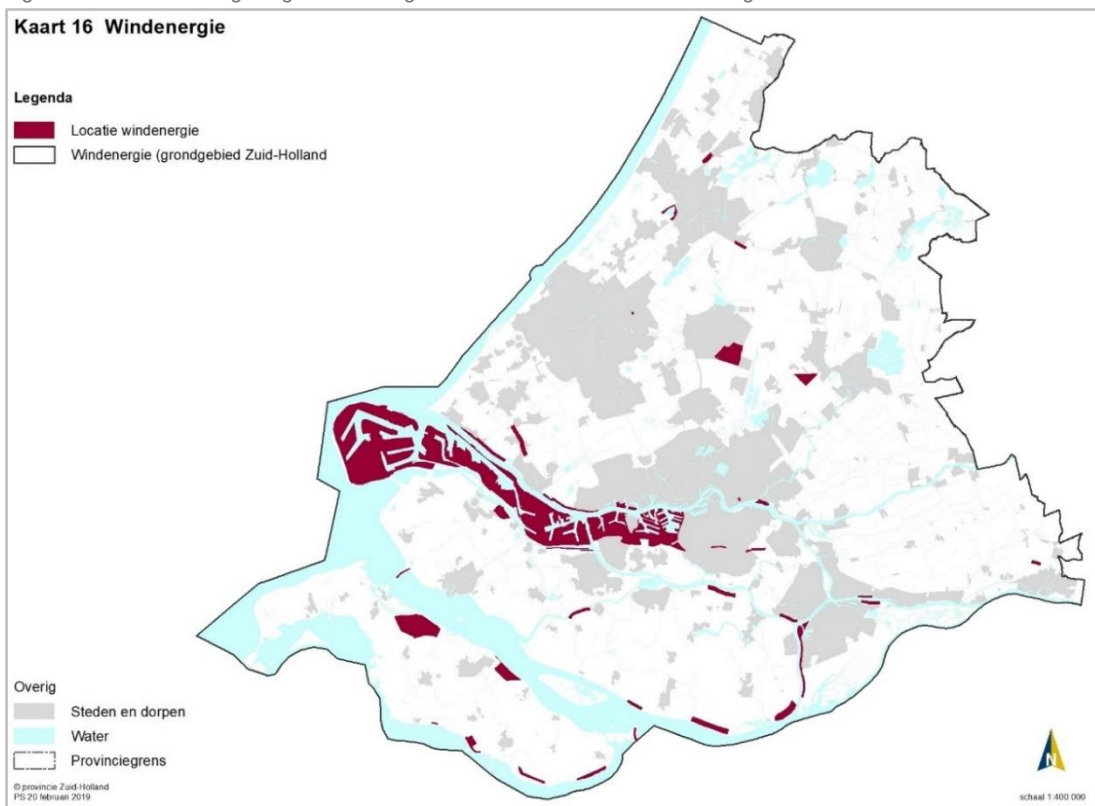 Kaart 16 Windenergie
Legenda
Locatie windenergie
Windenergie (grondgebied Zuid-Holland
Overig
Steden en dorpen
Water
Provinciegrens
© provincie Zuid-Holland
PS 20 februari 2019
N
schaal 1:400.000